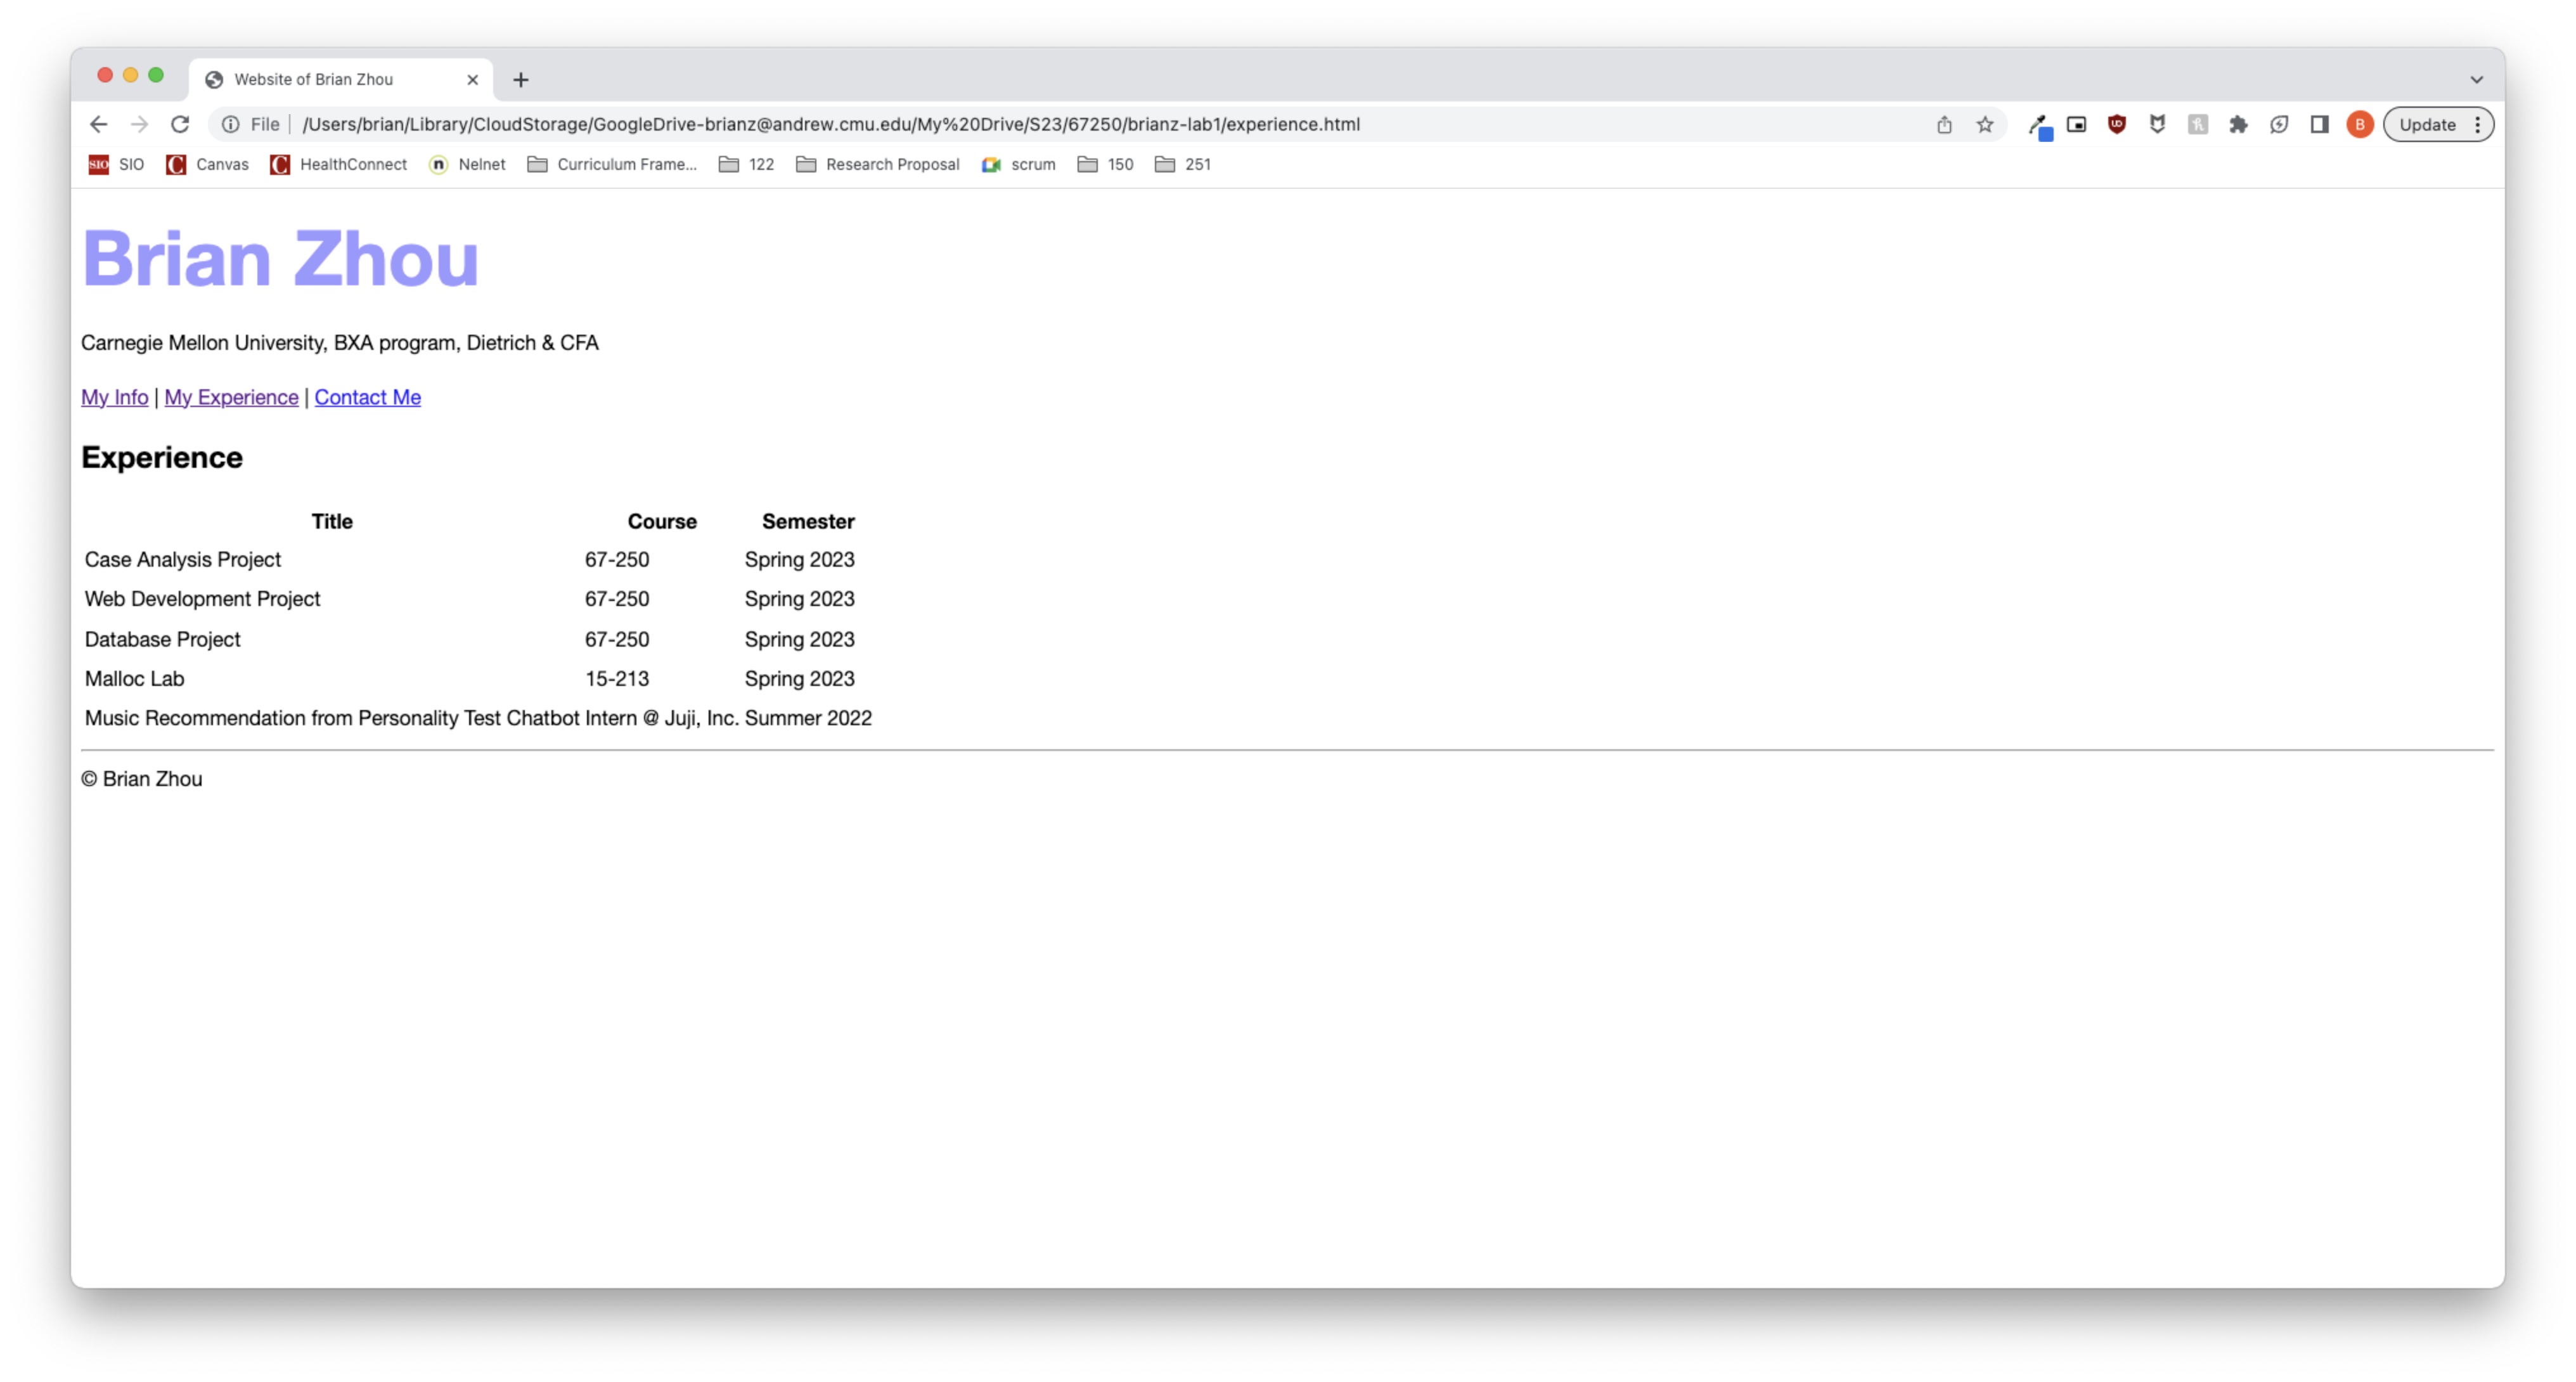 Website of Brian Zhou
File /Users/brian/Library/CloudStorage/GoogleDrive-brianz@andrew.cmu.edu/My%20Drive/S23/67250/brianz-lab1/experience.html B Update
SIO SIO C Canvas C HealthConnect n Nelnet Curriculum Frame... 122 Research Proposal scrum 150 251
Brian Zhou
Carnegie Mellon University, BXA program, Dietrich & CFA
My Info | My Experience | Contact Me
Experience
Title Course Semester
Case Analysis Project 67-250 Spring 2023
Web Development Project 67-250 Spring 2023
Database Project 67-250 Spring 2023
Malloc Lab 15-213 Spring 2023
Music Recommendation from Personality Test Chatbot Intern @ Juji, Inc. Summer 2022
© Brian Zhou